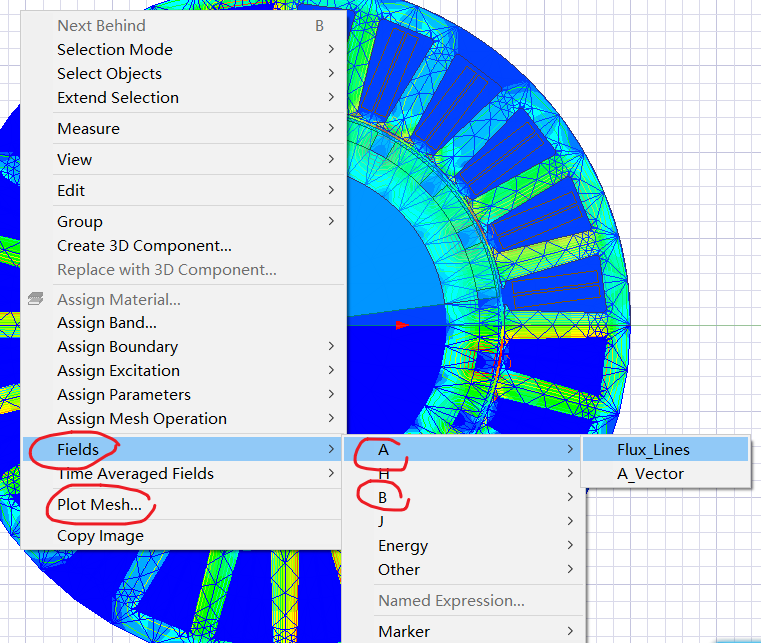 Next Behind B
Selection Mode
Select Objects
Extend Selection
Measure
View
Edit
Group
Create 3D Component...
Replace with 3D Component...
Assign Material...
Assign Band...
Assign Boundary
Assign Excitation
Assign Parameters
Assign Mesh Operation
Fields
Time Averaged Fields
Plot Mesh...
Copy Image
A
H
B
J
Energy
Other
Named Expression...
Marker
Flux_Lines
A_Vector